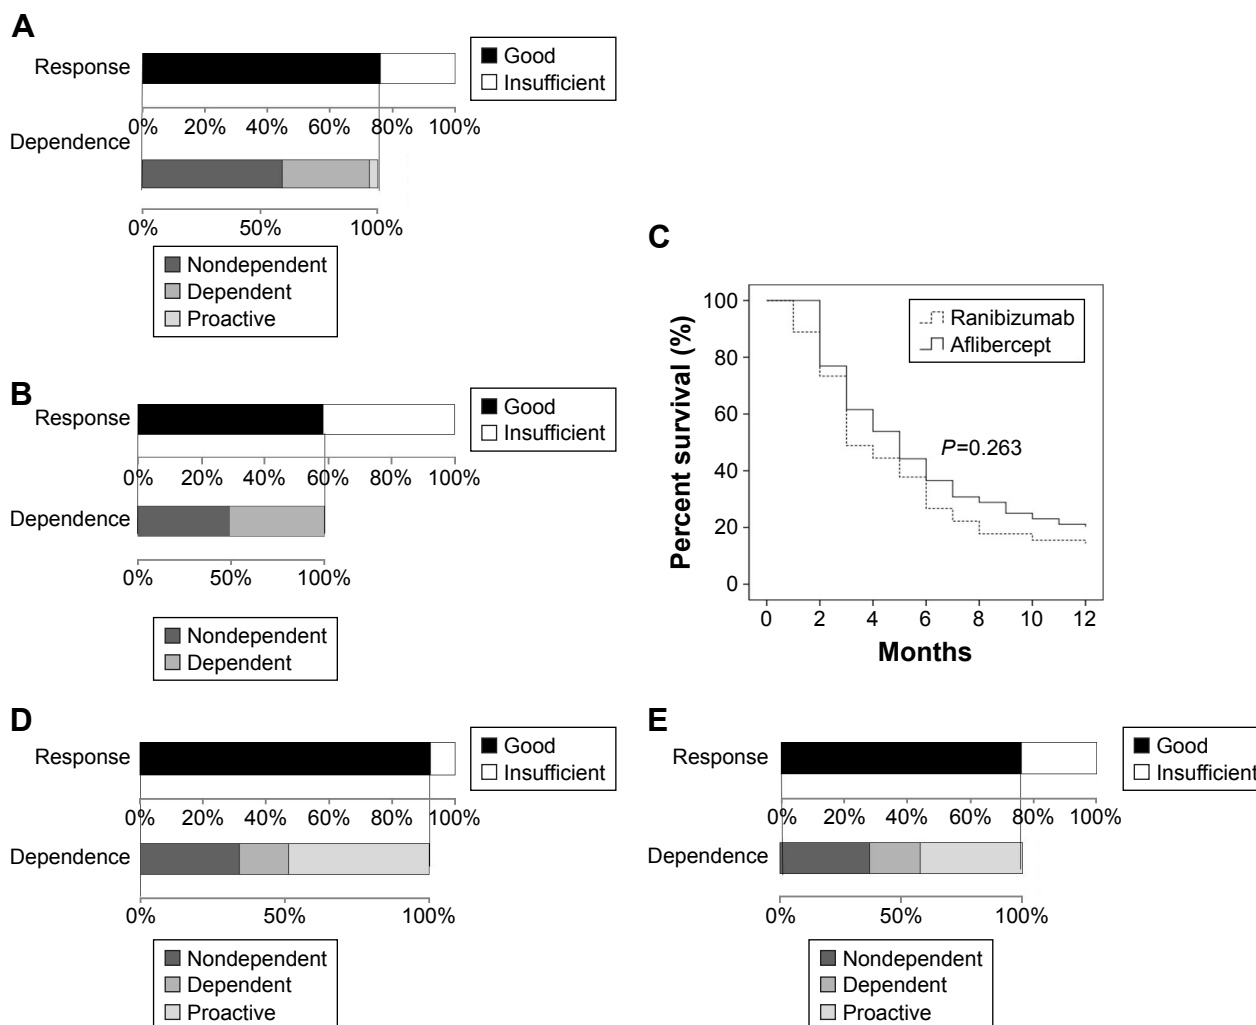 A
Response
Good
Insufficient
0% 20% 40% 60% 80% 100%
Dependence
0% 50% 100%
Nondependent
Dependent
Proactive
B
Response
Good
Insufficient
0% 20% 40% 60% 80% 100%
Dependence
0% 50% 100%
Nondependent
Dependent
C
Percent survival (%)
100
80
60
40
20
0
Ranibizumab
Aflibercept
P=0.263
0 2 4 6 8 10 12
Months
D
Response
Good
Insufficient
0% 20% 40% 60% 80% 100%
Dependence
0% 50% 100%
Nondependent
Dependent
Proactive
E
Response
Good
Insufficient
0% 20% 40% 60% 80% 100%
Dependence
0% 50% 100%
Nondependent
Dependent
Proactive